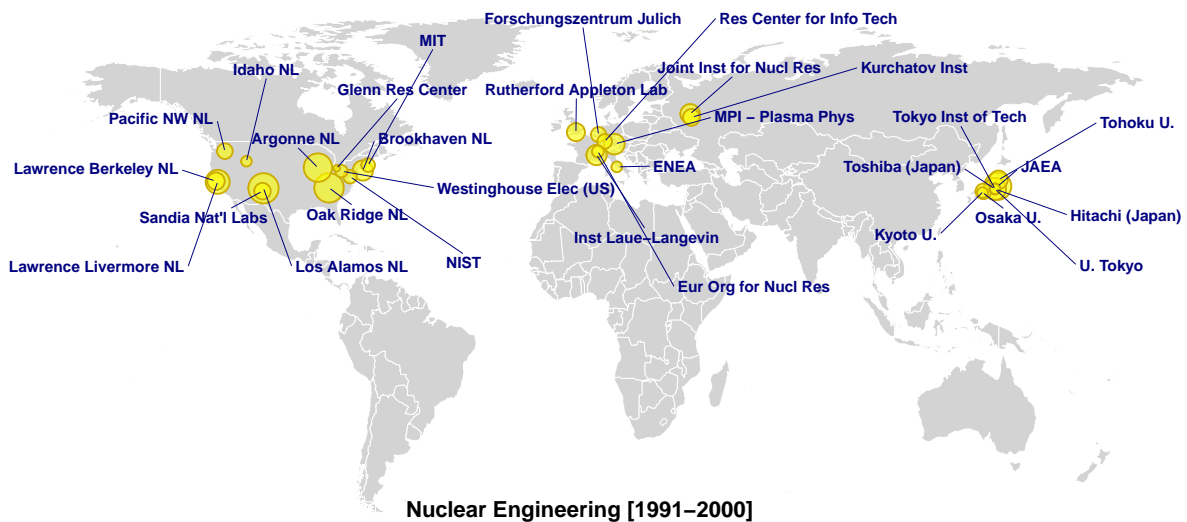 Forschungszentrum Julich
Res Center for Info Tech
MIT
Idaho NL
Joint Inst for Nucl Res
Kurchatov Inst
Glenn Res Center
Rutherford Appleton Lab
Pacific NW NL
MPI − Plasma Phys
Tokyo Inst of Tech
Tohoku U.
Argonne NL
Brookhaven NL
Lawrence Berkeley NL
ENEA
Toshiba (Japan)
JAEA
Westinghouse Elec (US)
Sandia Nat'l Labs
Oak Ridge NL
Osaka U.
Hitachi (Japan)
Kyoto U.
Inst Laue−Langevin
Lawrence Livermore NL
Los Alamos NL
NIST
U. Tokyo
Eur Org for Nucl Res
Nuclear Engineering [1991−2000]